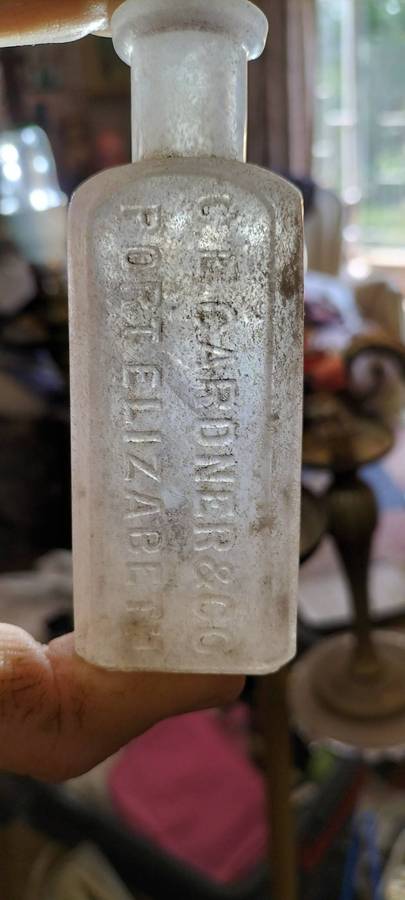 G. E. GARDNER & CO
PORT ELIZABETH